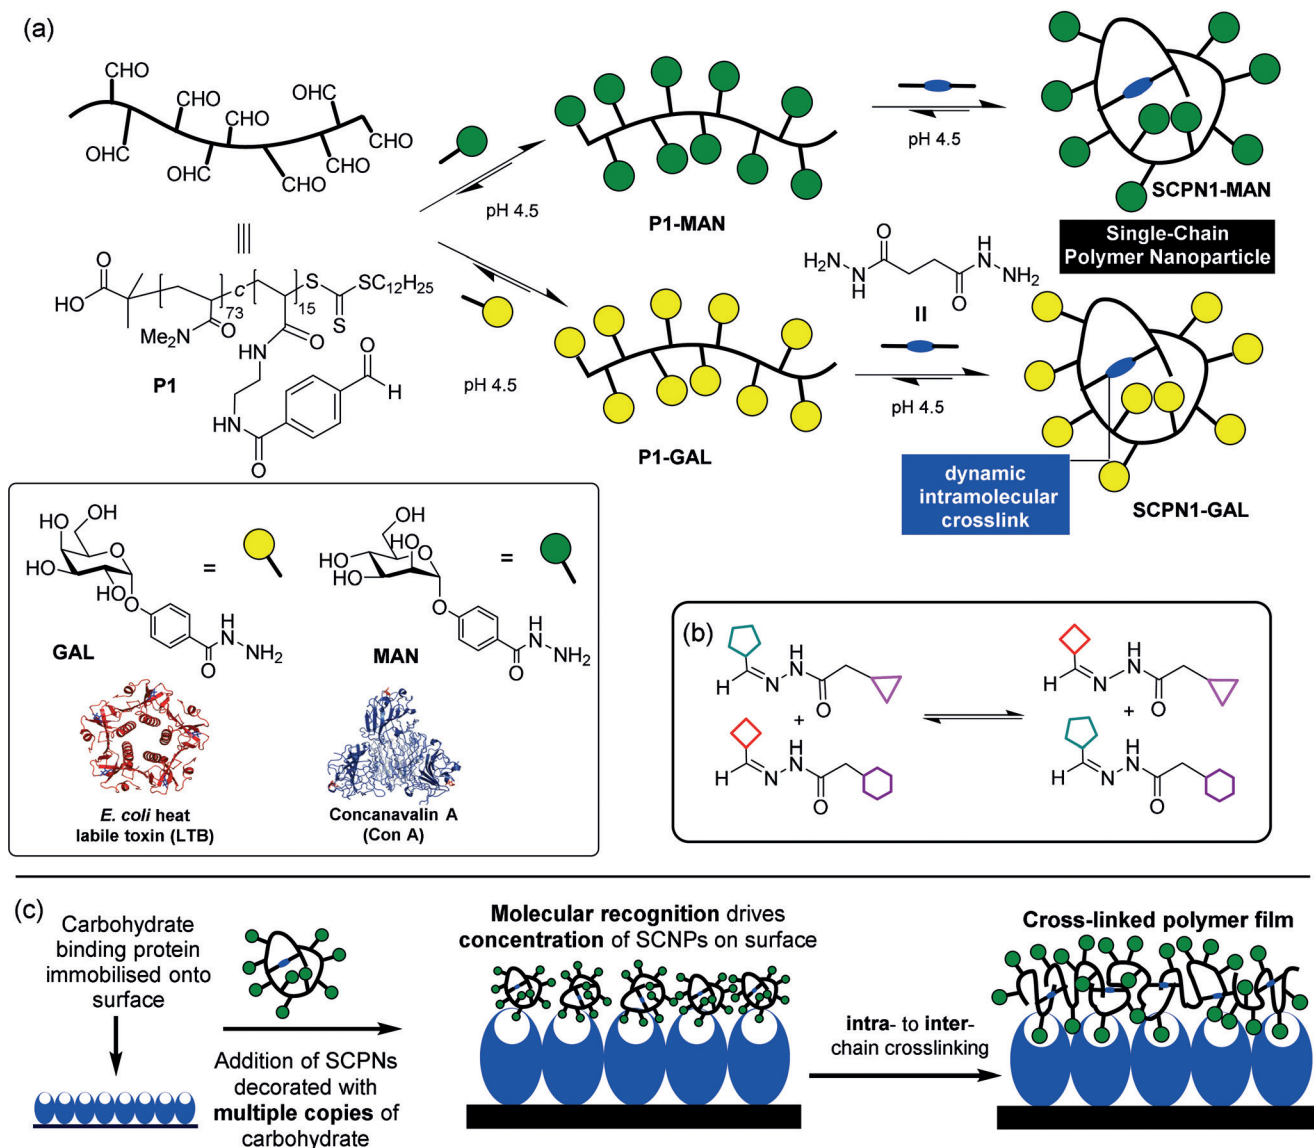 (a)
CHO
CHO
CHO
OHC
CHO
OHC
CHO
CHO
CHO
CHO
pH 4.5
P1-MAN
pH 4.5
SCPN1-MAN
Single-Chain
Polymer Nanoparticle
O
HO
73
c
15
S
SC12H25
S
Me2N
O
O
HN
P1
O
H
NH
O
pH 4.5
P1-GAL
H2N
N
H
O
O
H
N
NH2
=
pH 4.5
dynamic
intramolecular
crosslink
SCPN1-GAL
HO
OH
O
HO
HO
O
=
H
N
NH2
O
GAL
OH
OH
HO
HO
O
O
=
H
N
NH2
O
MAN
E. coli heat
labile toxin (LTB)
Concanavalin A
(Con A)
(b)
H
N
H
N
O
+
H
N
H
N
O
H
N
H
N
O
+
H
N
H
N
O
(c)
Carbohydrate
binding protein
immobilised onto
surface
Addition of SCPNs
decorated with
multiple copies of
carbohydrate
Molecular recognition drives
concentration of SCNPs on surface
intra- to inter-
chain crosslinking
Cross-linked polymer film